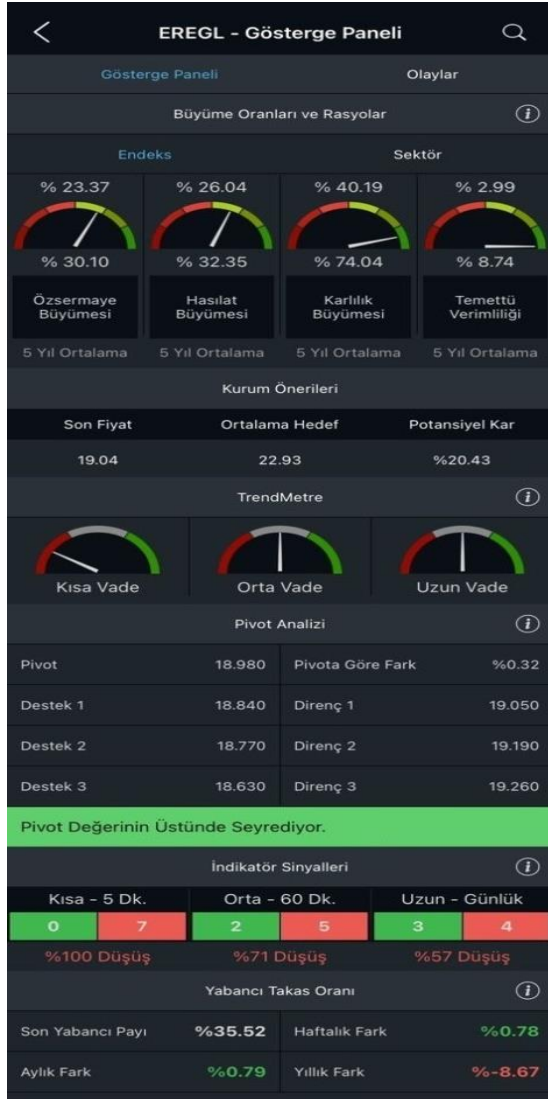 EREGL - Gösterge Paneli
Gösterge Paneli Olaylar
Büyüme Oranları ve Rasyolar
Endeks Sektör
% 23.37 % 26.04 % 40.19 % 2.99
% 30.10 % 32.35 % 74.04 % 8.74
Özsermaye Büyümesi Hasılat Büyümesi Karlılık Büyümesi Temettü Verimliliği
5 Yıl Ortalama 5 Yıl Ortalama 5 Yıl Ortalama 5 Yıl Ortalama
Kurum Önerileri
Son Fiyat Ortalama Hedef Potansiyel Kar
19.04 22.93 %20.43
TrendMetre
Kısa Vade Orta Vade Uzun Vade
Pivot Analizi
Pivot 18.980 Pivota Göre Fark %0.32
Destek 1 18.840 Direnç 1 19.050
Destek 2 18.770 Direnç 2 19.190
Destek 3 18.630 Direnç 3 19.260
Pivot Değerinin Üstünde Seyrediyor.
İndikatör Sinyalleri
Kısa - 5 Dk. Orta - 60 Dk. Uzun - Günlük
0 7 2 5 3 4
%100 Düşüş %71 Düşüş %57 Düşüş
Yabancı Takas Oranı
Son Yabancı Payı %35.52 Haftalık Fark %0.78
Aylık Fark %0.79 Yıllık Fark %-8.67